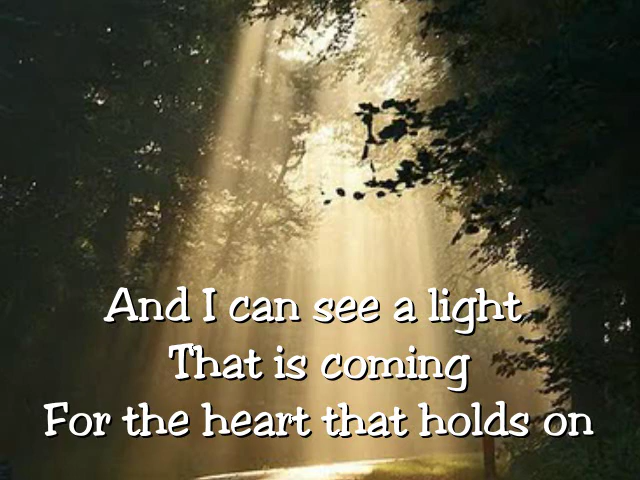 And I can see a light
That is coming
For the heart that holds on